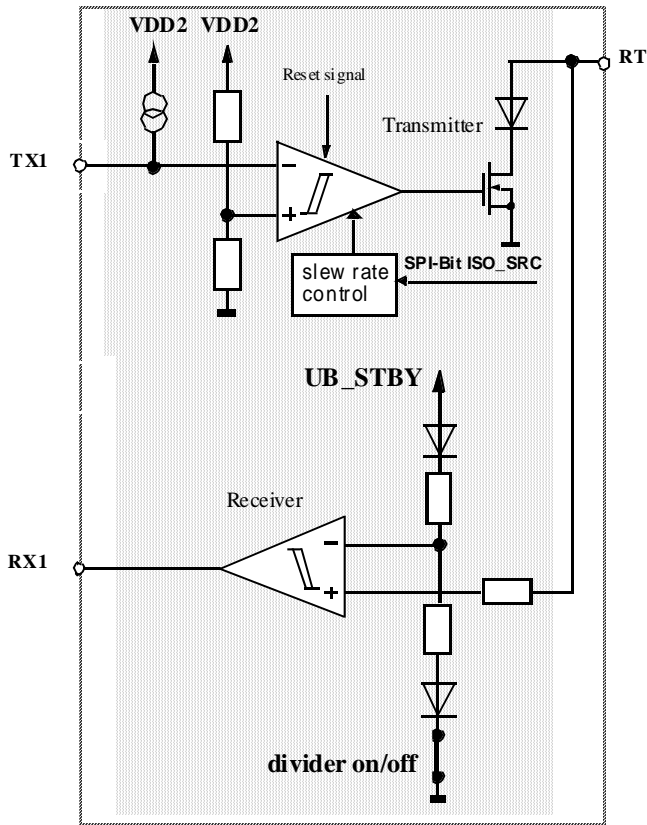 VDD2 VDD2
RT
Reset signal
Transmitter
TX1
-
+
SPI-Bit ISO_SRC
slew rate
control
UB_STBY
Receiver
-
RX1
+
divider on/off